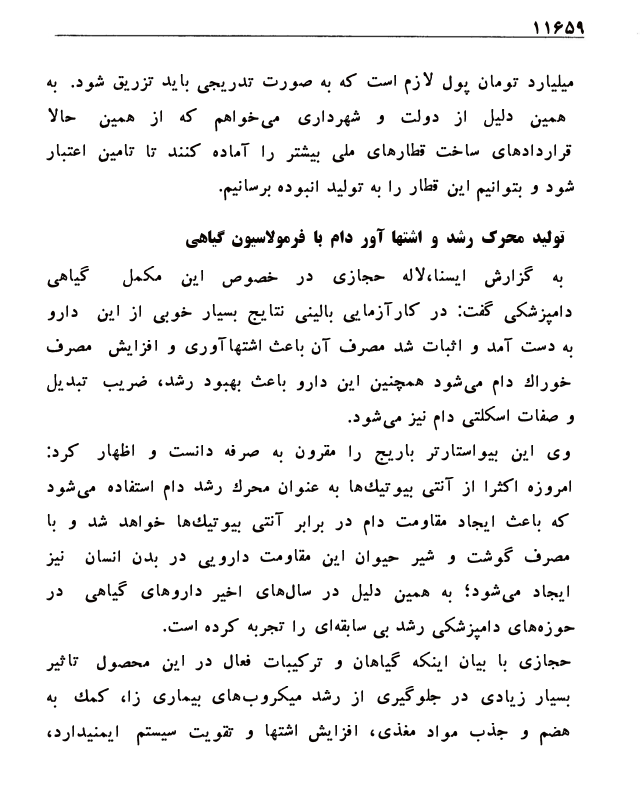 ۱۱۶۵۹
میلیارد تومان پول لازم است که به صورت تدریجی باید تزریق شود. به
همین دلیل از دولت و شهرداری می‌خواهم که از همین حالا
قراردادهای ساخت قطارهای ملی بیشتر را آماده کنند تا تامین اعتبار
شود و بتوانیم این قطار را به تولید انبوده برسانیم.
تولید محرک رشد و اشتها آور دام با فرمولاسیون گیاهی
به گزارش ایسنا،لاله حجازی در خصوص این مکمل گیاهی
دامپزشکی گفت: در کارآزمایی بالینی نتایج بسیار خوبی از این دارو
به دست آمد و اثبات شد مصرف آن باعث اشتهاآوری و افزایش مصرف
خوراك دام می‌شود همچنین این دارو باعث بهبود رشد، ضریب تبدیل
و صفات اسکلتی دام نیز می‌شود.
وی این بیواستارتر باریج را مقرون به صرفه دانست و اظهار کرد:
امروزه اکثرا از آنتی بیوتیك‌ها به عنوان محرك رشد دام استفاده می‌شود
که باعث ایجاد مقاومت دام در برابر آنتی بیوتیك‌ها خواهد شد و با
مصرف گوشت و شیر حیوان این مقاومت دارویی در بدن انسان نیز
ایجاد می‌شود؛ به همین دلیل در سال‌های اخیر داروهای گیاهی در
حوزه‌های دامپزشکی رشد بی سابقه‌ای را تجربه کرده است.
حجازی با بیان اینکه گیاهان و ترکیبات فعال در این محصول تاثیر
بسیار زیادی در جلوگیری از رشد میکروب‌های بیماری زا، کمك به
هضم و جذب مواد مغذی، افزایش اشتها و تقویت سیستم ایمنیدارد،